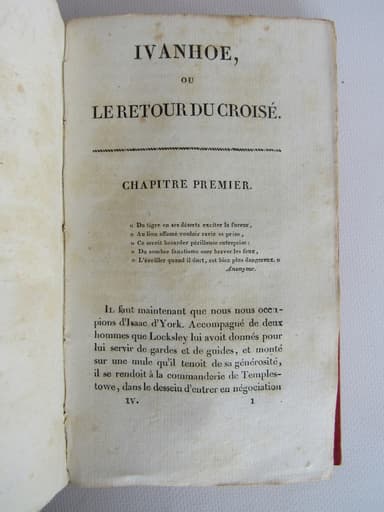 IVANHOE,
OU
LE RETOUR DU CROISÉ.
CHAPITRE PREMIER.
« Du tigre en ses déserts exciter la fureur,
» Au lion affamé vouloir ravir sa proie,
» Ce seroit hasarder périlleuse entreprise :
» Du sombre fanatisme oser braver les feux,
» L'éveiller quand il dort, est bien plus dangereux. »
Anonyme.
IL faut maintenant que nous nous occu-
pions d'Isaac d'York. Accompagné de deux
hommes que Locksley lui avoit donnés pour
lui servir de gardes et de guides, et monté
sur une mule qu'il tenoit de sa générosité,
il se rendoit à la commanderie de Temples-
towe, dans le dessein d'entrer en négociation
IV. 1